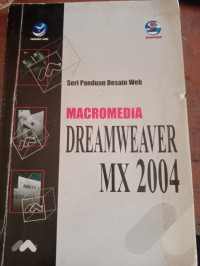 Seri Panduan Desain Web
MACROMEDIA
DREAMWEAVER
MX 2004